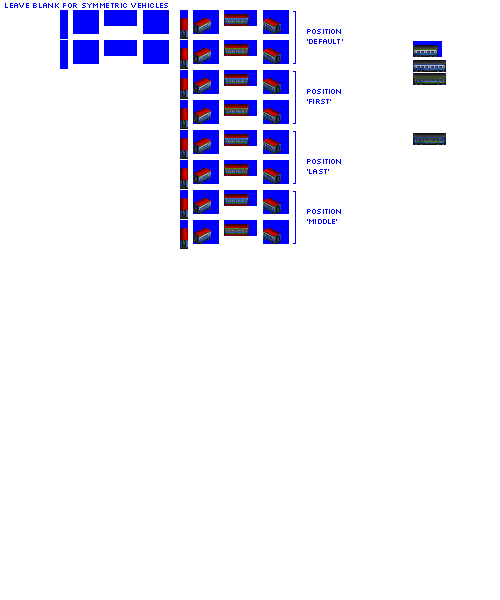 LEAVE BLANK FOR SYMMETRIC VEHICLES
POSITION
'DEFAULT'
POSITION
'FIRST'
POSITION
'LAST'
POSITION
'MIDDLE'